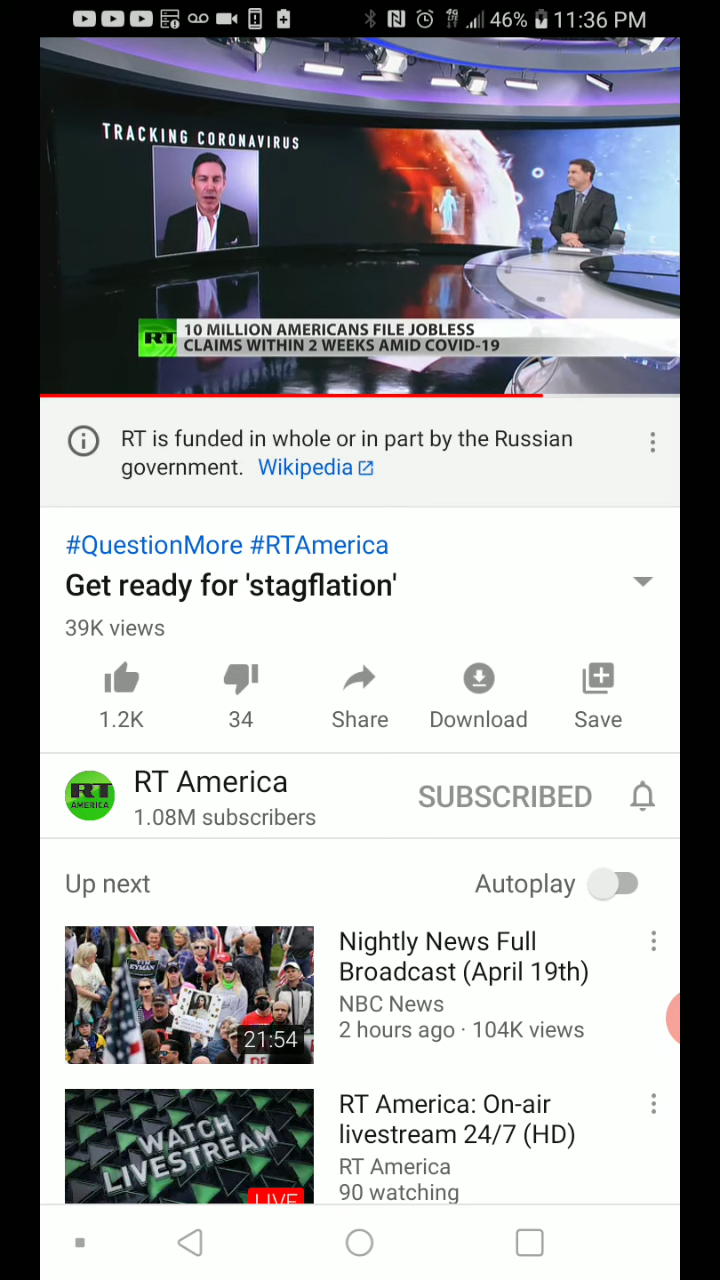 46% 11:36 PM
TRACKING CORONAVIRUS
RT
10 MILLION AMERICANS FILE JOBLESS
CLAIMS WITHIN 2 WEEKS AMID COVID-19
RT is funded in whole or in part by the Russian
government. Wikipedia
#QuestionMore #RTAmerica
Get ready for 'stagflation'
39K views
1.2K
34
Share
Download
Save
RT
AMERICA
RT America
1.08M subscribers
SUBSCRIBED
Up next
Autoplay
EYMAN
21:54
Nightly News Full
Broadcast (April 19th)
NBC News
2 hours ago · 104K views
WATCH
LIVESTREAM
LIVE
RT America: On-air
livestream 24/7 (HD)
RT America
90 watching